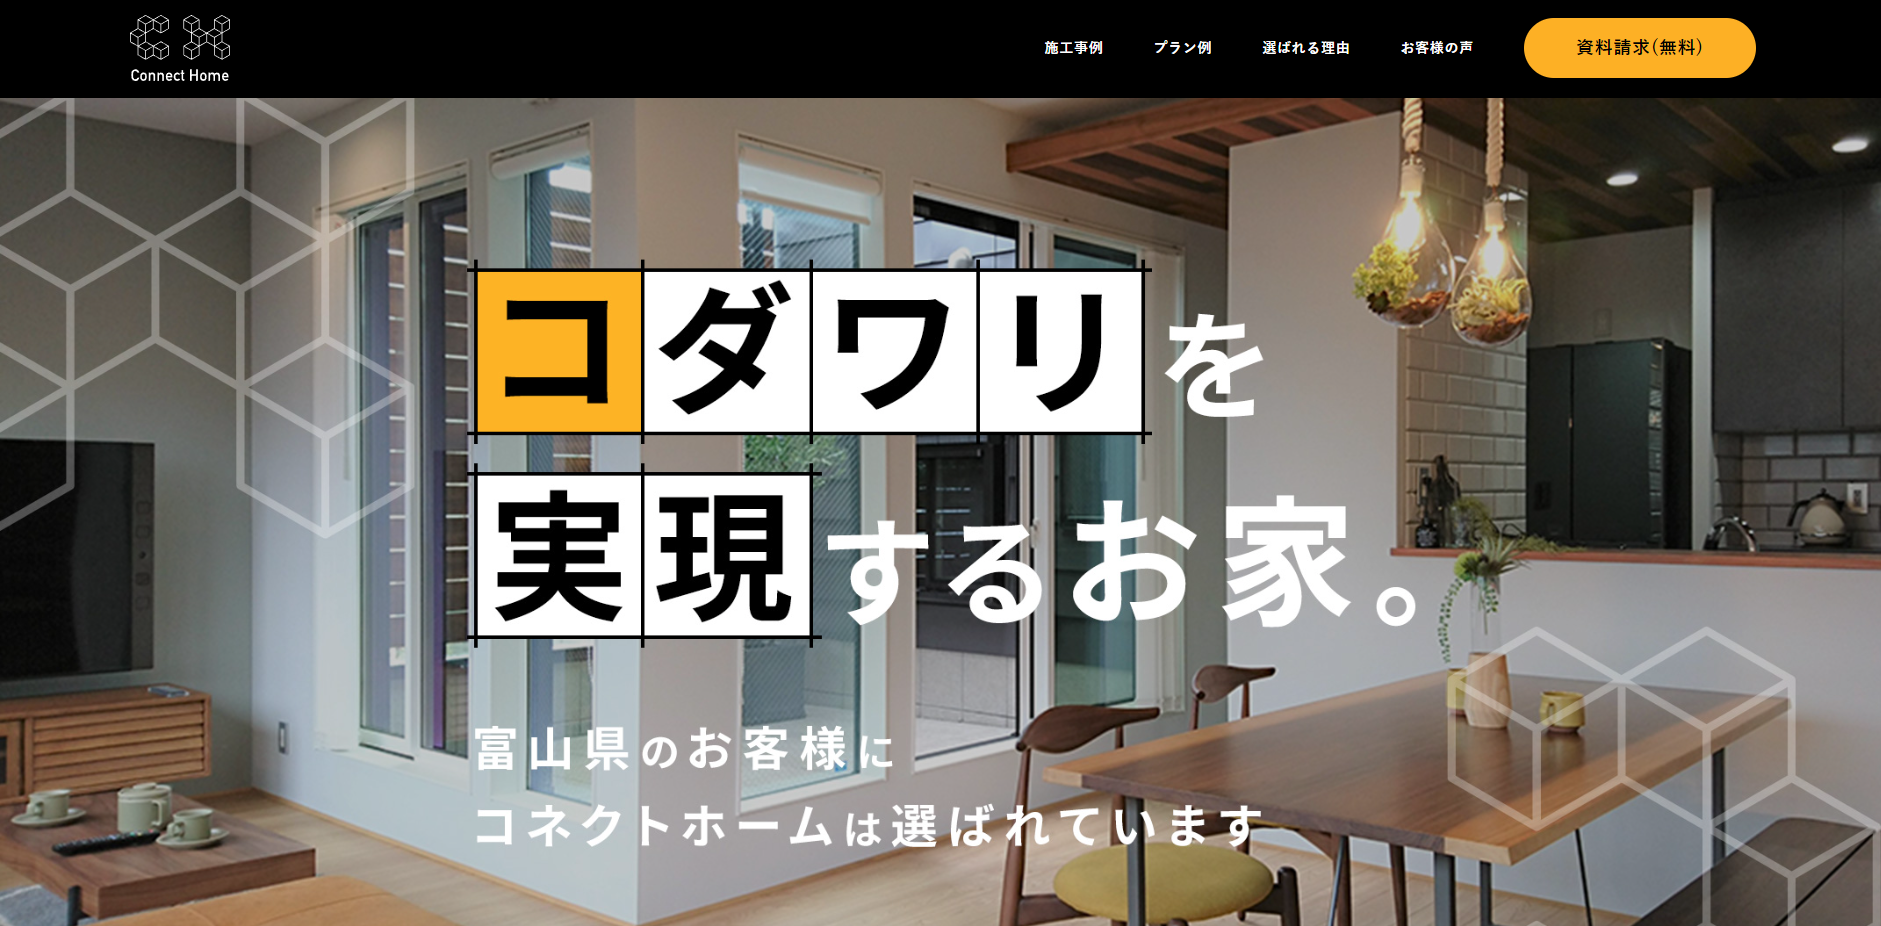 Connect Home
施工事例
プラン例
選ばれる理由
お客様の声
資料請求(無料)
コダワリを
実現するお家。
富山県のお客様に
コネクトホームは選ばれています